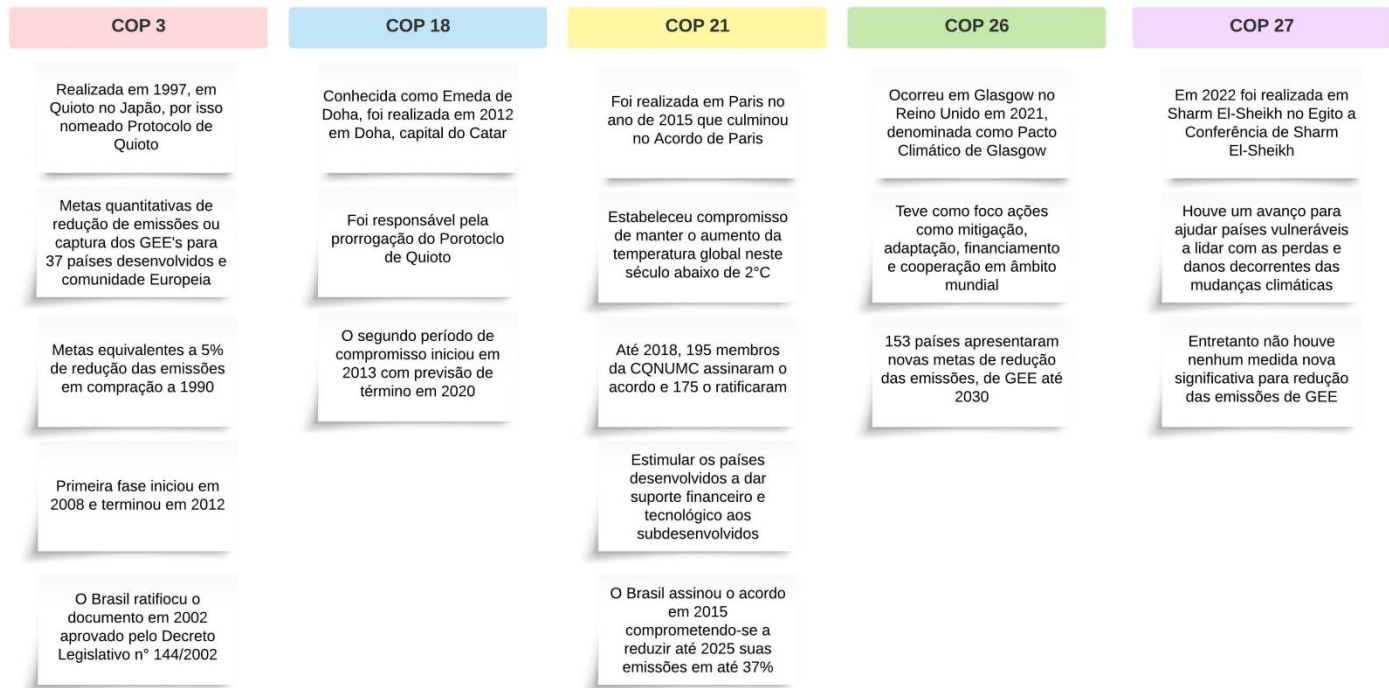 COP 3
Realizada em 1997, em
Quioto no Japão, por isso
nomeado Protocolo de
Quioto
Metas quantitativas de
redução de emissões ou
captura dos GEE's para
37 países desenvolvidos e
comunidade Europeia
Metas equivalentes a 5%
de redução das emissões
em compração a 1990
Primeira fase iniciou em
2008 e terminou em 2012
O Brasil ratifiocu o
documento em 2002
aprovado pelo Decreto
Legislativo n° 144/2002
COP 18
Conhecida como Emeda de
Doha, foi realizada em 2012
em Doha, capital do Catar
Foi responsável pela
prorrogação do Porotoclo
de Quioto
O segundo período de
compromisso iniciou em
2013 com previsão de
término em 2020
COP 21
Foi realizada em Paris no
ano de 2015 que culminou
no Acordo de Paris
Estabeleceu compromisso
de manter o aumento da
temperatura global neste
século abaixo de 2°C
Até 2018, 195 membros
da CQNUMC assinaram o
acordo e 175 o ratificaram
Estimular os países
desenvolvidos a dar
suporte financeiro e
tecnológico aos
subdesenvolvidos
O Brasil assinou o acordo
em 2015
comprometendo-se a
reduzir até 2025 suas
emissões em até 37%
COP 26
Ocorreu em Glasgow no
Reino Unido em 2021,
denominada como Pacto
Climático de Glasgow
Teve como foco ações
como mitigação,
adaptação, financiamento
e cooperação em âmbito
mundial
153 países apresentaram
novas metas de redução
das emissões, de GEE até
2030
COP 27
Em 2022 foi realizada em
Sharm El-Sheikh no Egito a
Conferência de Sharm
El-Sheikh
Houve um avanço para
ajudar países vulneráveis
a lidar com as perdas e
danos decorrentes das
mudanças climáticas
Entretanto não houve
nenhum medida nova
significativa para redução
das emissões de GEE